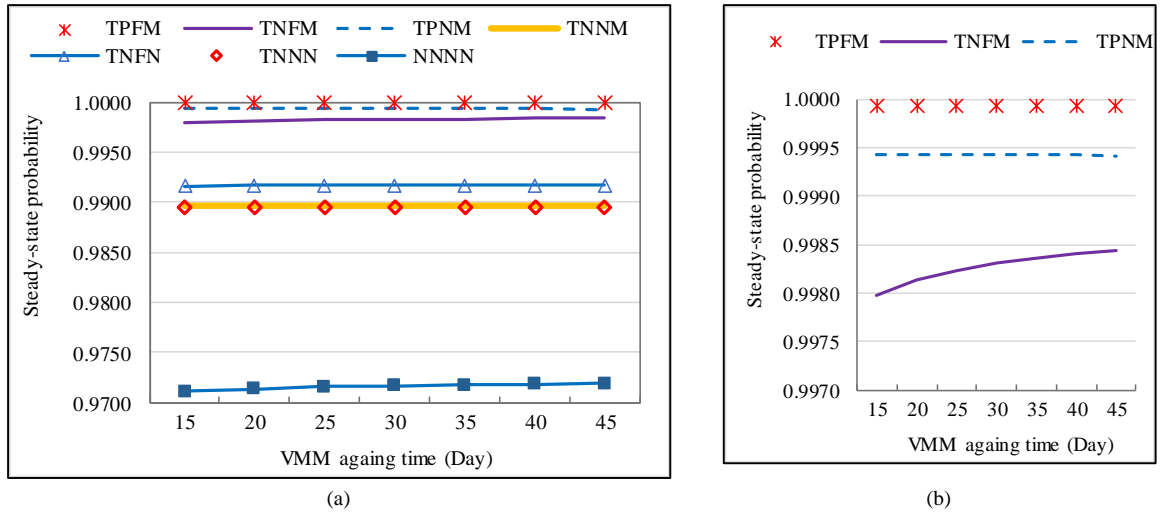 TPFM TNFM TPNM TNNM
TNFN TNNN NNNN
Steady-state probability
1.0000
0.9950
0.9900
0.9850
0.9800
0.9750
0.9700
15 20 25 30 35 40 45
VMM againg time (Day)
(a)
TPFM TNFM TPNM
Steady-state probability
1.0000
0.9995
0.9990
0.9985
0.9980
0.9975
0.9970
15 20 25 30 35 40 45
VMM againg time (Day)
(b)